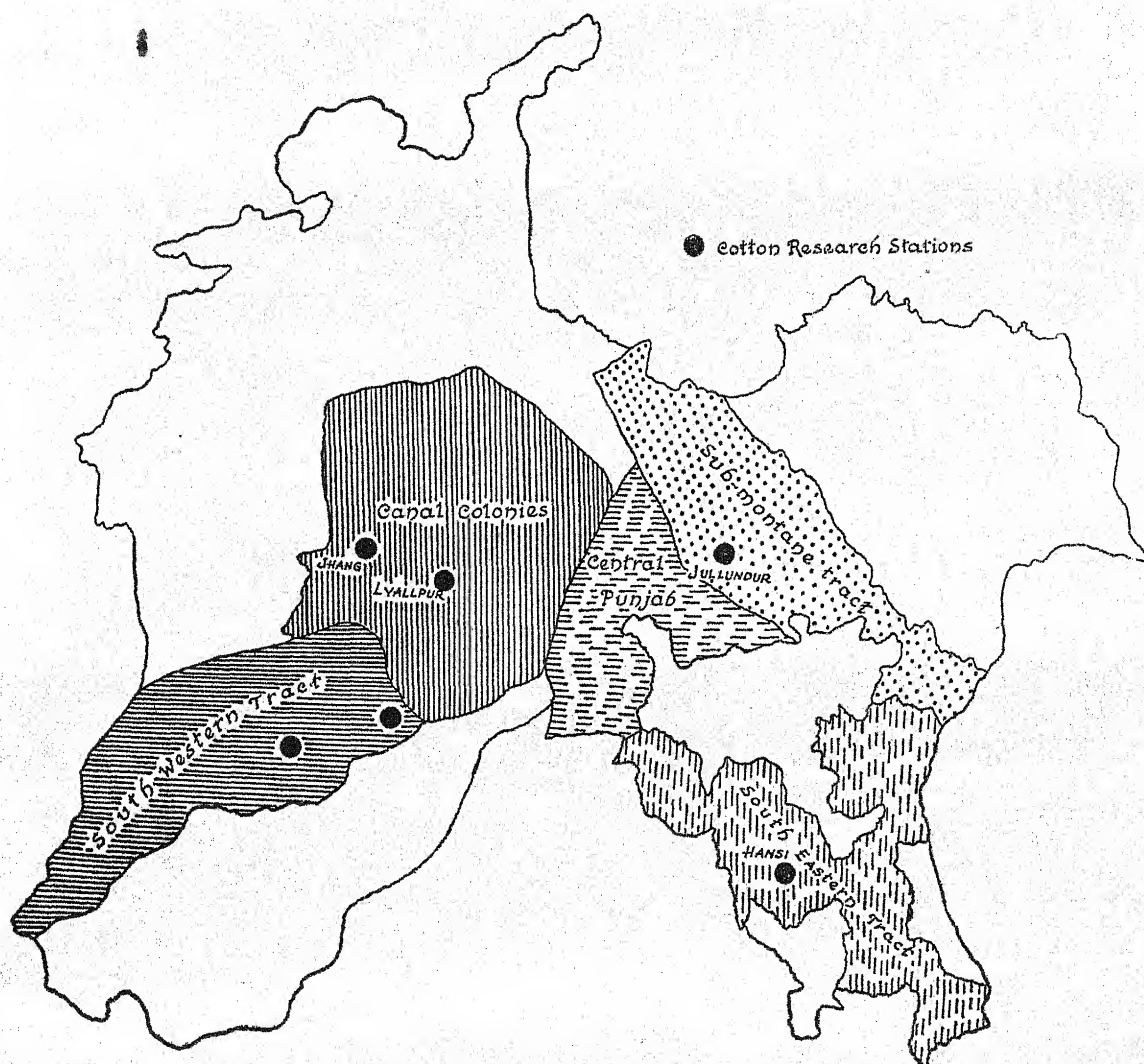 Cotton Research Stations
Canal Colonies
JHANG
LYALLPUR
Sub-montane tract
Central
Punjab
JULLUNDUR
South Western Tract
South Eastern Tract
HANSI